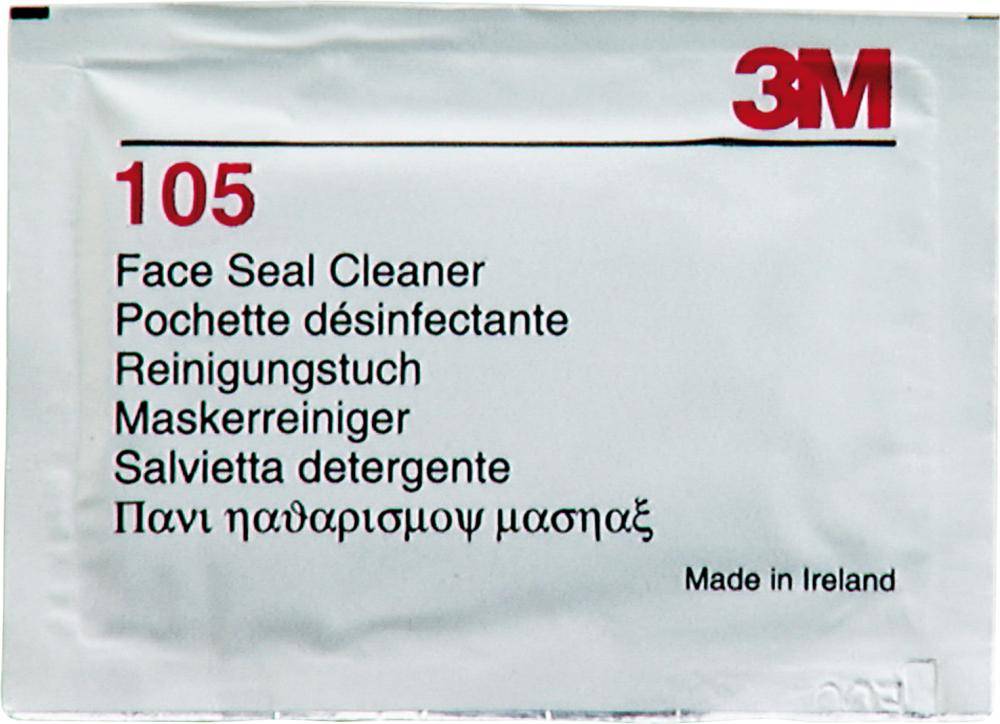 3M
105
Face Seal Cleaner
Pochette désinfectante
Reinigungstuch
Maskerreiniger
Salvietta detergente
Πανι ηαϑαρισμοψ μασηαξ
Made in Ireland